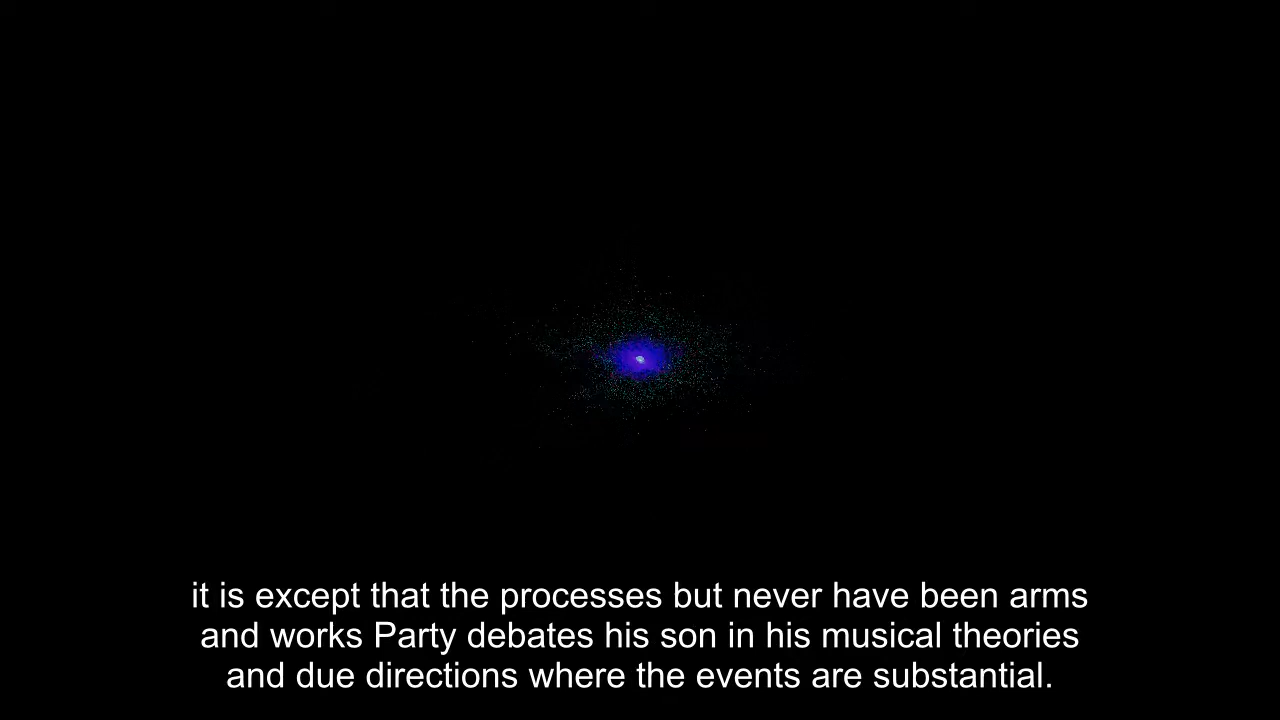 it is except that the processes but never have been arms
and works Party debates his son in his musical theories
and due directions where the events are substantial.